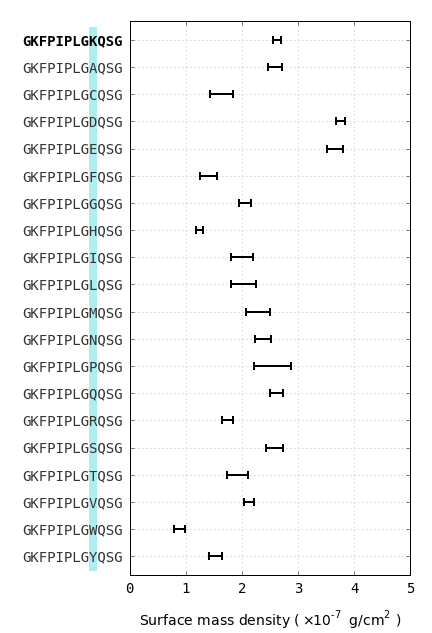 GKFPIPLGKQSG
GKFPIPLGAQSG
GKFPIPLGCQSG
GKFPIPLGDQSG
GKFPIPLGEQSG
GKFPIPLGFQSG
GKFPIPLGGQSG
GKFPIPLGHQSG
GKFPIPLGIQSG
GKFPIPLGLQSG
GKFPIPLGMQSG
GKFPIPLGNQSG
GKFPIPLGPQSG
GKFPIPLGQQSG
GKFPIPLGRQSG
GKFPIPLGSQSG
GKFPIPLGTQSG
GKFPIPLGVQSG
GKFPIPLGWQSG
GKFPIPLGYQSG
0 1 2 3 4 5
Surface mass density ( ×10⁻⁷ g/cm² )